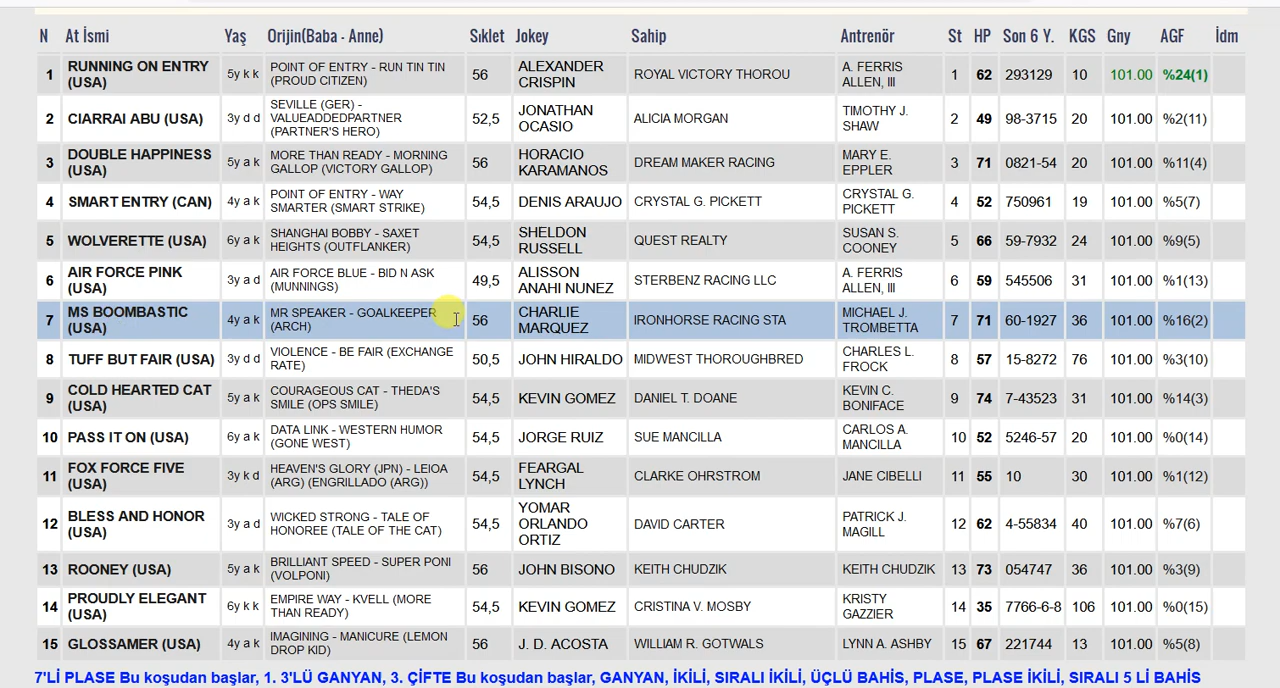 N At İsmi Yaş Orijin(Baba - Anne) Sıklet Jokey Sahip Antrenör St HP Son 6 Y. KGS Gny AGF İdm
1 RUNNING ON ENTRY (USA) 5y k k POINT OF ENTRY - RUN TIN TIN (PROUD CITIZEN) 56 ALEXANDER CRISPIN ROYAL VICTORY THOROU A. FERRIS ALLEN, III 1 62 293129 10 101.00 %24(1)
2 CIARRAI ABU (USA) 3y d d SEVILLE (GER) - VALUEADDEDPARTNER (PARTNER'S HERO) 52,5 JONATHAN OCASIO ALICIA MORGAN TIMOTHY J. SHAW 2 49 98-3715 20 101.00 %2(11)
3 DOUBLE HAPPINESS (USA) 5y a k MORE THAN READY - MORNING GALLOP (VICTORY GALLOP) 56 HORACIO KARAMANOS DREAM MAKER RACING MARY E. EPPLER 3 71 0821-54 20 101.00 %11(4)
4 SMART ENTRY (CAN) 4y a k POINT OF ENTRY - WAY SMARTER (SMART STRIKE) 54,5 DENIS ARAUJO CRYSTAL G. PICKETT CRYSTAL G. PICKETT 4 52 750961 19 101.00 %5(7)
5 WOLVERETTE (USA) 6y a k SHANGHAI BOBBY - SAXET HEIGHTS (OUTFLANKER) 54,5 SHELDON RUSSELL QUEST REALTY SUSAN S. COONEY 5 66 59-7932 24 101.00 %9(5)
6 AIR FORCE PINK (USA) 3y a d AIR FORCE BLUE - BID N ASK (MUNNINGS) 49,5 ALISSON ANAHI NUNEZ STERBENZ RACING LLC A. FERRIS ALLEN, III 6 59 545506 31 101.00 %1(13)
7 MS BOOMBASTIC (USA) 4y a k MR SPEAKER - GOALKEEPER (ARCH) 56 CHARLIE MARQUEZ IRONHORSE RACING STA MICHAEL J. TROMBETTA 7 71 60-1927 36 101.00 %16(2)
8 TUFF BUT FAIR (USA) 3y d d VIOLENCE - BE FAIR (EXCHANGE RATE) 50,5 JOHN HIRALDO MIDWEST THOROUGHBRED CHARLES L. FROCK 8 57 15-8272 76 101.00 %3(10)
9 COLD HEARTED CAT (USA) 5y a k COURAGEOUS CAT - THEDA'S SMILE (OPS SMILE) 54,5 KEVIN GOMEZ DANIEL T. DOANE KEVIN C. BONIFACE 9 74 7-43523 31 101.00 %14(3)
10 PASS IT ON (USA) 6y a k DATA LINK - WESTERN HUMOR (GONE WEST) 54,5 JORGE RUIZ SUE MANCILLA CARLOS A. MANCILLA 10 52 5246-57 20 101.00 %0(14)
11 FOX FORCE FIVE (USA) 3y k d HEAVEN'S GLORY (JPN) - LEIOA (ARG) (ENGRILLADO (ARG)) 54,5 FEARGAL LYNCH CLARKE OHRSTROM JANE CIBELLI 11 55 10 30 101.00 %1(12)
12 BLESS AND HONOR (USA) 3y a d WICKED STRONG - TALE OF HONOREE (TALE OF THE CAT) 54,5 YOMAR ORLANDO ORTIZ DAVID CARTER PATRICK J. MAGILL 12 62 4-55834 40 101.00 %7(6)
13 ROONEY (USA) 5y a k BRILLIANT SPEED - SUPER PONI (VOLPONI) 56 JOHN BISONO KEITH CHUDZIK KEITH CHUDZIK 13 73 054747 36 101.00 %3(9)
14 PROUDLY ELEGANT (USA) 6y k k EMPIRE WAY - KVELL (MORE THAN READY) 54,5 KEVIN GOMEZ CRISTINA V. MOSBY KRISTY GAZZIER 14 35 7766-6-8 106 101.00 %0(15)
15 GLOSSAMER (USA) 4y a k IMAGINING - MANICURE (LEMON DROP KID) 56 J. D. ACOSTA WILLIAM R. GOTWALS LYNN A. ASHBY 15 67 221744 13 101.00 %5(8)
7'Lİ PLASE Bu koşudan başlar, 1. 3'LÜ GANYAN, 3. ÇİFTE Bu koşudan başlar, GANYAN, İKİLİ, SIRALI İKİLİ, ÜÇLÜ BAHİS, PLASE, PLASE İKİLİ, SIRALI 5 Lİ BAHİS